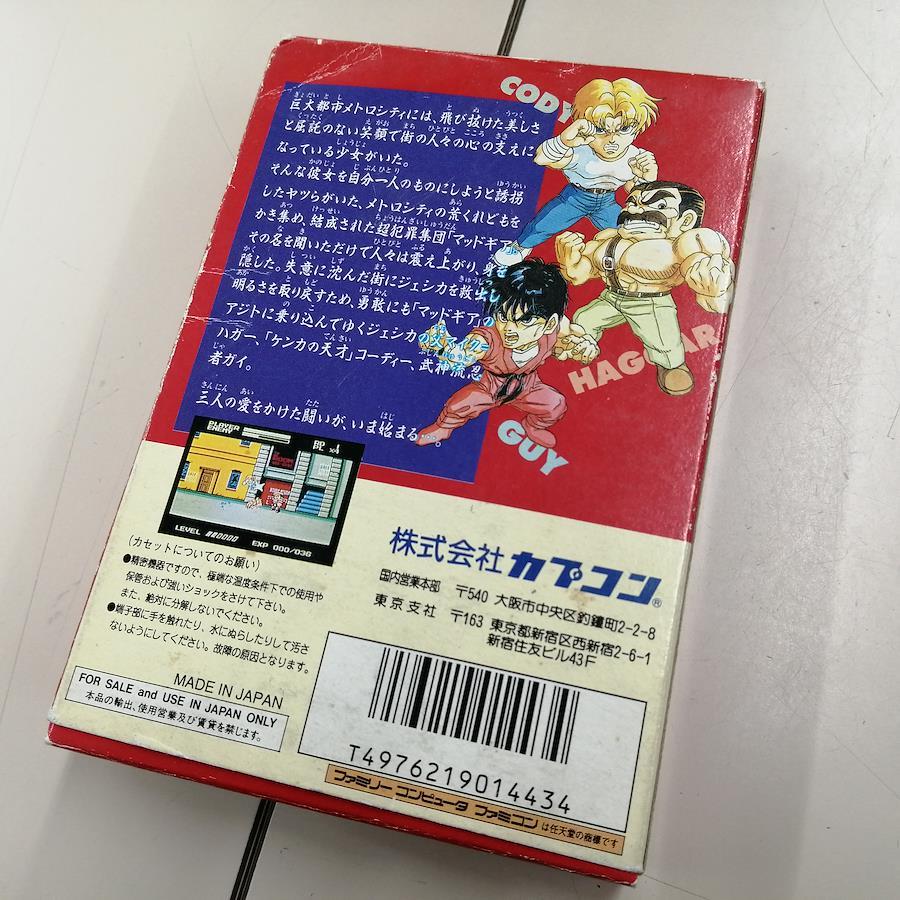 CODY
巨大都市メトロシティには、飛び抜けた美しさ
と屈託のない笑顔で街の人々の心の支えに
なっている少女がいた。
そんな彼女を自分一人のものにしようと誘拐
したヤツらがいた、メトロシティの荒くれどもを
かき集め、結成された超犯罪集団「マッドギア」
その名を聞いただけで人々は震え上がり、身を
隠した。失意に沈んだ街にジェシカを救出し
明るさを取り戻すため、勇敢にも「マッドギア」の
アジトに乗り込んでゆくジェシカの父マイク・
ハガー、「ケンカの天才」コーディー、武神流忍
者ガイ。
三人の愛をかけた闘いが、いま始まる…。
HAGGAR
GUY
PLAYER
ENEMY
×4
LEVEL
EXP 000/036
(カセットについてのお願い)
●精密機器ですので、極端な温度条件下での使用や
保管および強いショックをさけて下さい。
また、絶対に分解しないでください。
●端子部に手を触れたり、水にぬらしたりして汚さ
ないようにしてください。故障の原因となります。
MADE IN JAPAN
FOR SALE and USE IN JAPAN ONLY
本品の輸出、使用営業及び賃貸を禁じます。
株式会社カプコン®
国内営業本部 〒540 大阪市中央区釣鐘町2-2-8
東京支社 〒163 東京都新宿区西新宿2-6-1
新宿住友ビル43F
T4976219014434
ファミリーコンピュータ ファミコンは任天堂の商標です